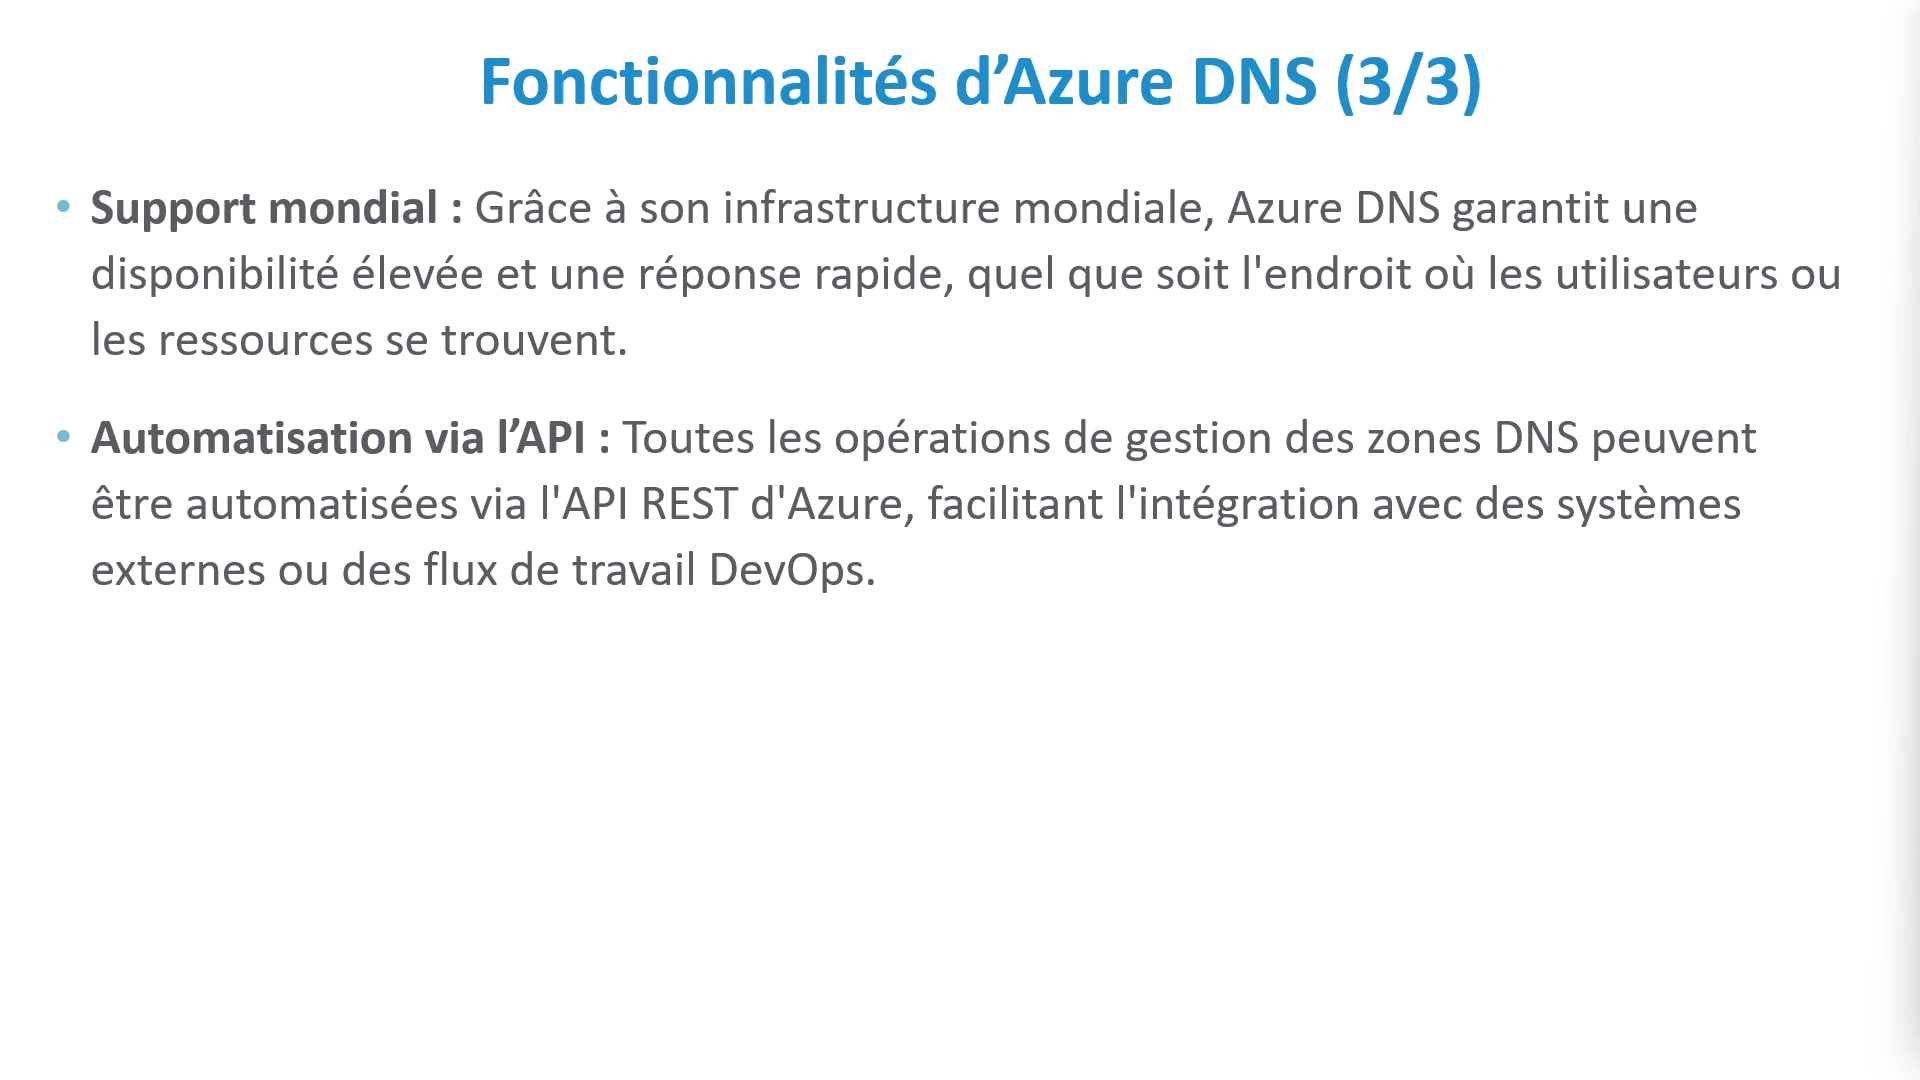 Fonctionnalités d’Azure DNS (3/3)
• Support mondial : Grâce à son infrastructure mondiale, Azure DNS garantit une
disponibilité élevée et une réponse rapide, quel que soit l'endroit où les utilisateurs ou
les ressources se trouvent.
• Automatisation via l’API : Toutes les opérations de gestion des zones DNS peuvent
être automatisées via l'API REST d'Azure, facilitant l'intégration avec des systèmes
externes ou des flux de travail DevOps.